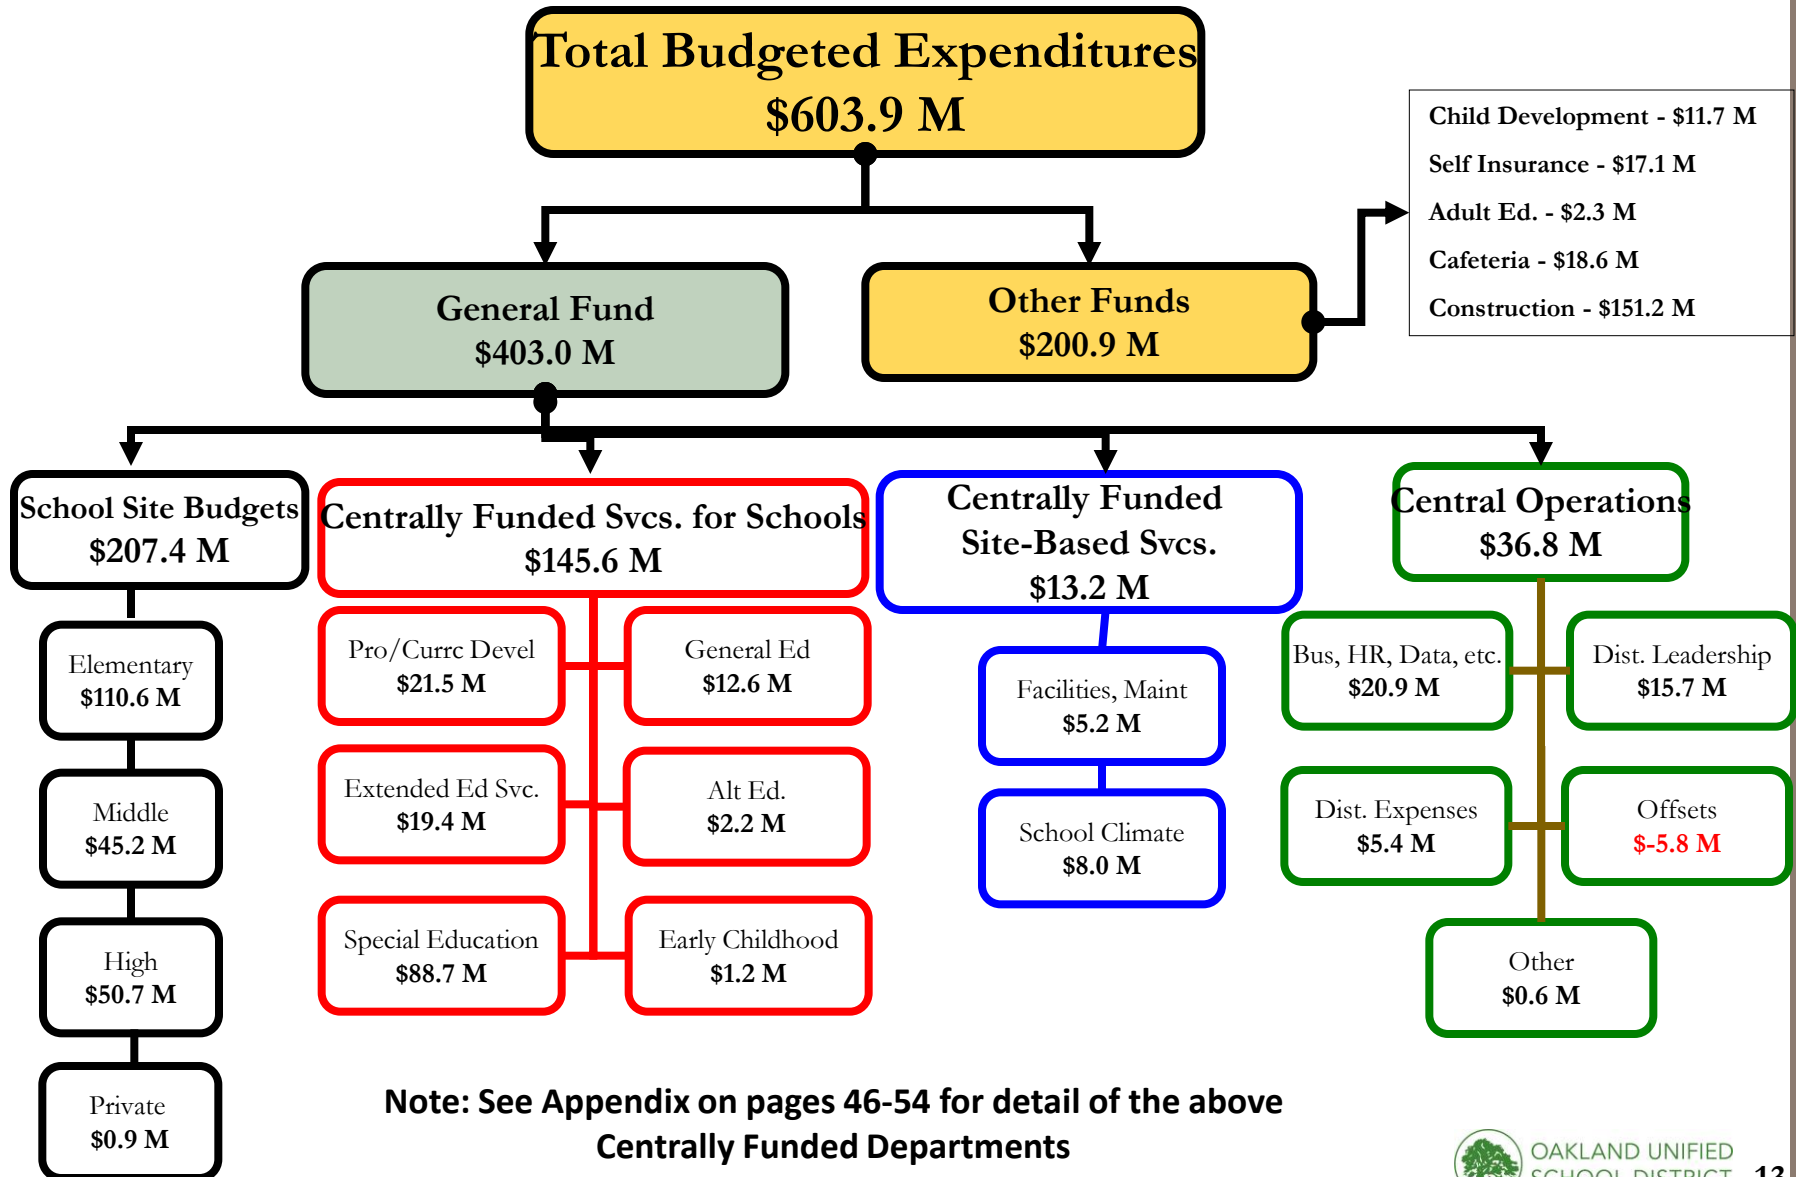 Total Budgeted Expenditures
$603.9 M
Child Development - $11.7 M
Self Insurance - $17.1 M
Adult Ed. - $2.3 M
Cafeteria - $18.6 M
Construction - $151.2 M
General Fund
$403.0 M
Other Funds
$200.9 M
School Site Budgets
$207.4 M
Centrally Funded Svcs. for Schools
$145.6 M
Centrally Funded
Site-Based Svcs.
$13.2 M
Central Operations
$36.8 M
Elementary
$110.6 M
Middle
$45.2 M
High
$50.7 M
Private
$0.9 M
Pro/Currc Devel
$21.5 M
General Ed
$12.6 M
Extended Ed Svc.
$19.4 M
Alt Ed.
$2.2 M
Special Education
$88.7 M
Early Childhood
$1.2 M
Facilities, Maint
$5.2 M
School Climate
$8.0 M
Bus, HR, Data, etc.
$20.9 M
Dist. Leadership
$15.7 M
Dist. Expenses
$5.4 M
Offsets
$-5.8 M
Other
$0.6 M
Note: See Appendix on pages 46-54 for detail of the above
Centrally Funded Departments
OAKLAND UNIFIED
SCHOOL DISTRICT
13